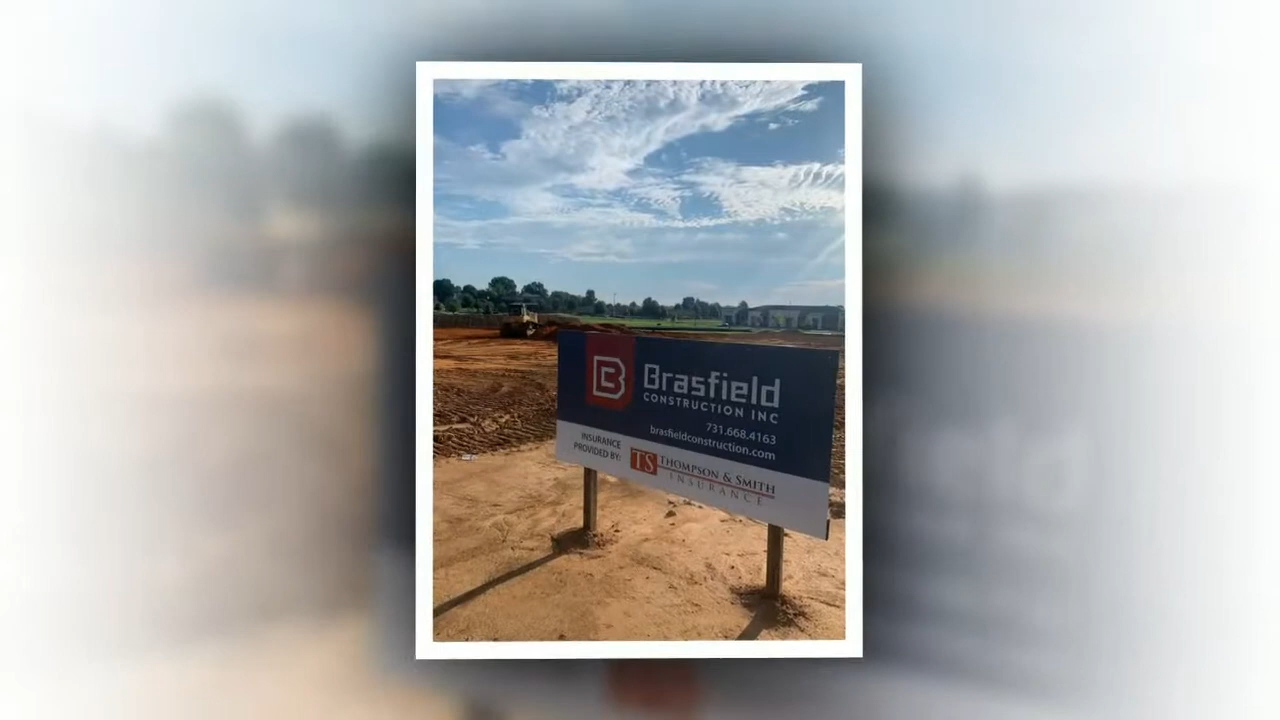 B
Brasfield
CONSTRUCTION INC
731.668.4163
brasfieldconstruction.com
INSURANCE
PROVIDED BY:
TS THOMPSON & SMITH
INSURANCE